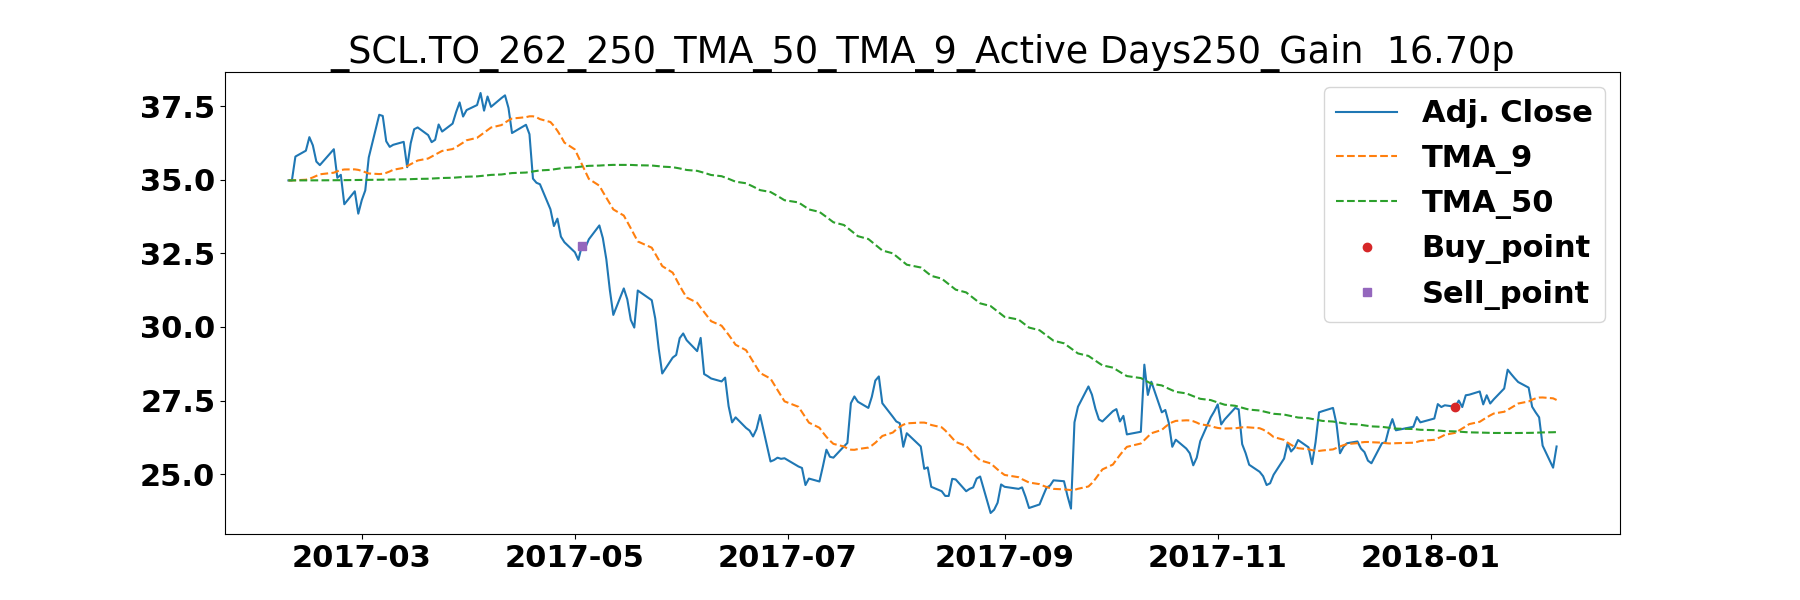 _SCL.TO_262_250_TMA_50_TMA_9_Active Days250_Gain  16.70p
37.5
35.0
32.5
30.0
27.5
25.0
Adj. Close
TMA_9
TMA_50
Buy_point
Sell_point
2017-03 2017-05 2017-07 2017-09 2017-11 2018-01